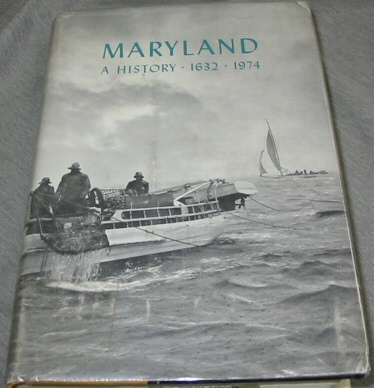 MARYLAND
A HISTORY · 1632 · 1974